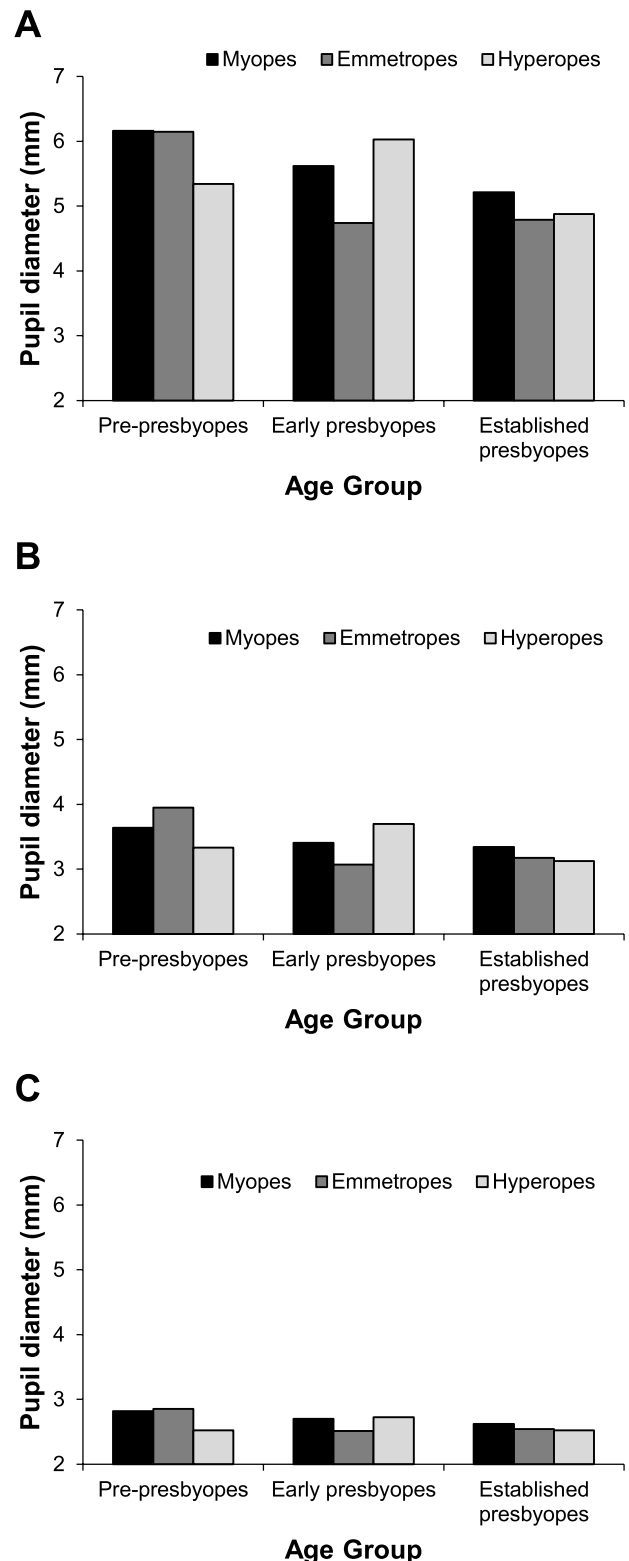 A
Myopes Emmetropes Hyperopes
7
6
5
4
3
2
Pupil diameter (mm)
Pre-presbyopes Early presbyopes Established
presbyopes
Age Group
B
7
Myopes Emmetropes Hyperopes
6
5
4
3
2
Pupil diameter (mm)
Pre-presbyopes Early presbyopes Established
presbyopes
Age Group
C
7
Myopes Emmetropes Hyperopes
6
5
4
3
2
Pupil diameter (mm)
Pre-presbyopes Early presbyopes Established
presbyopes
Age Group